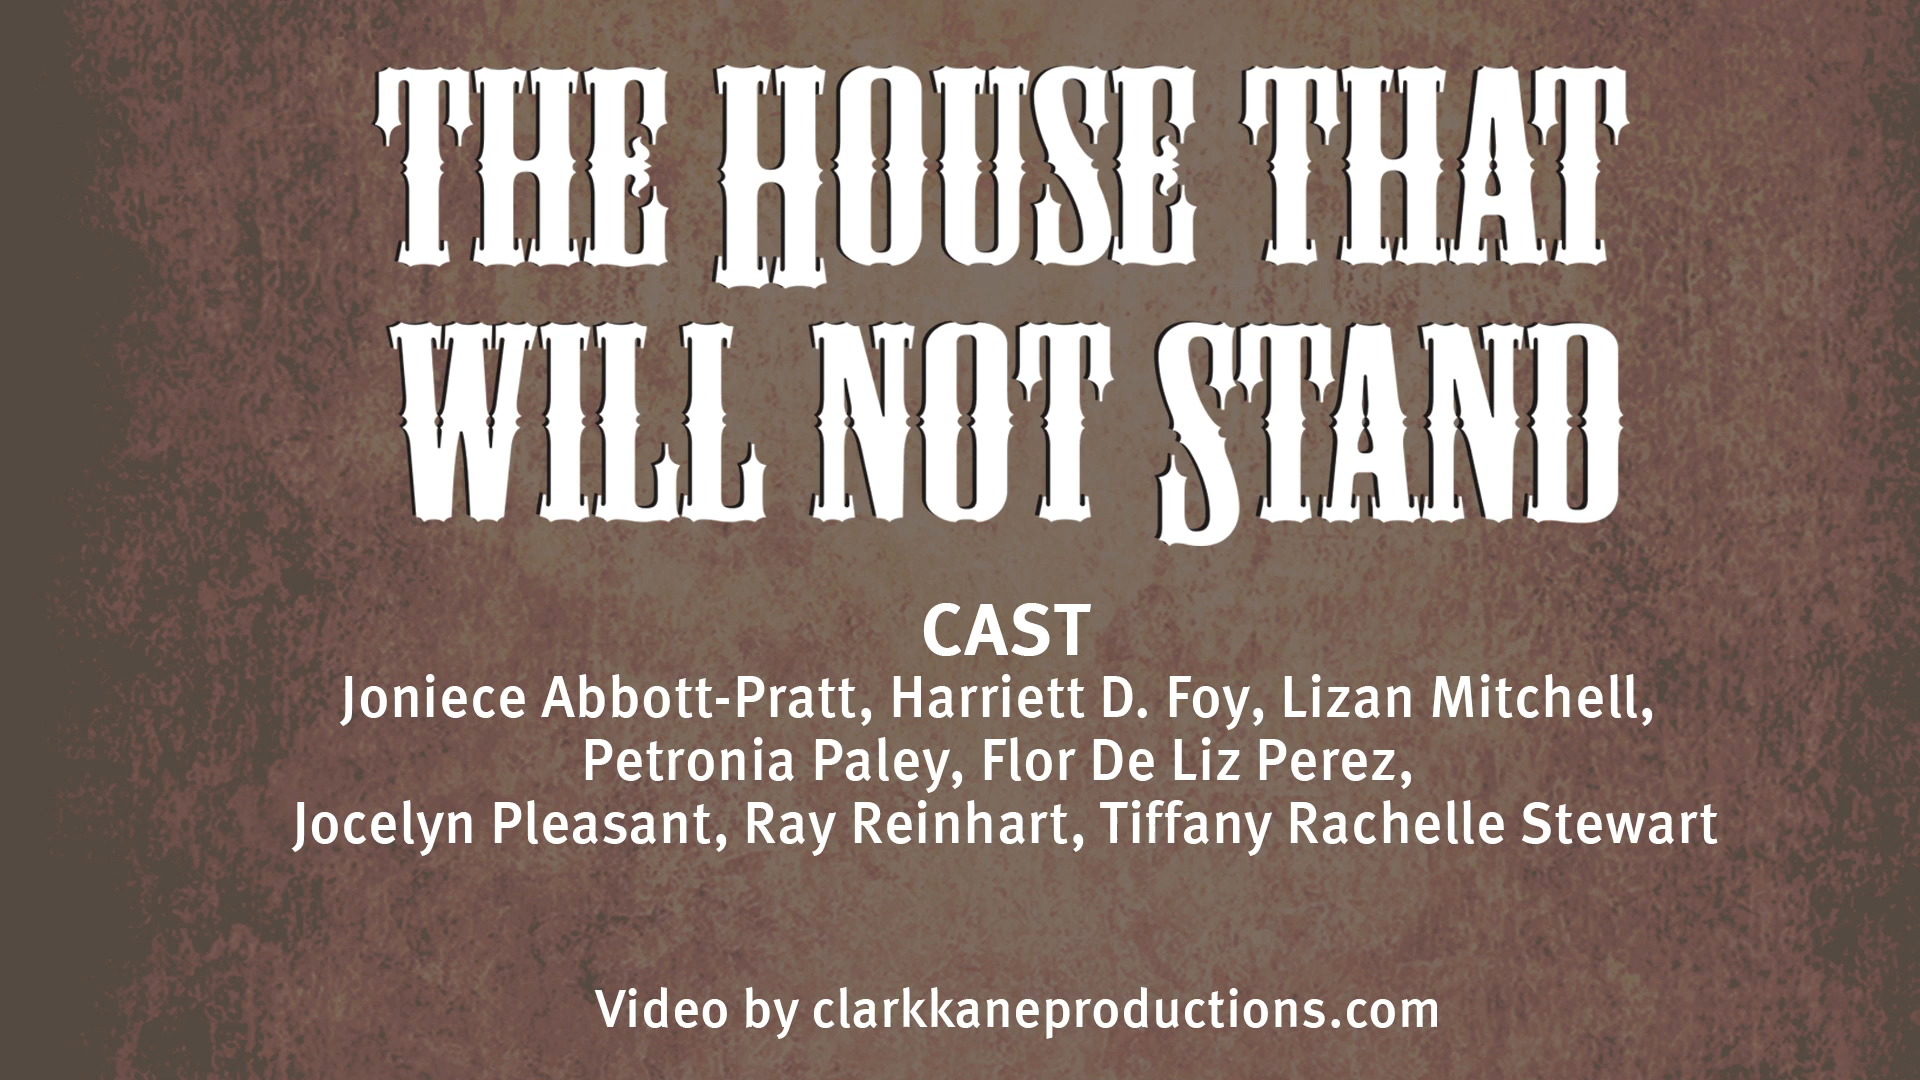 THE HOUSE THAT
WILL NOT STAND
CAST
Joniece Abbott-Pratt, Harriett D. Foy, Lizan Mitchell,
Petronia Paley, Flor De Liz Perez,
Jocelyn Pleasant, Ray Reinhart, Tiffany Rachelle Stewart
Video by clarkkaneproductions.com